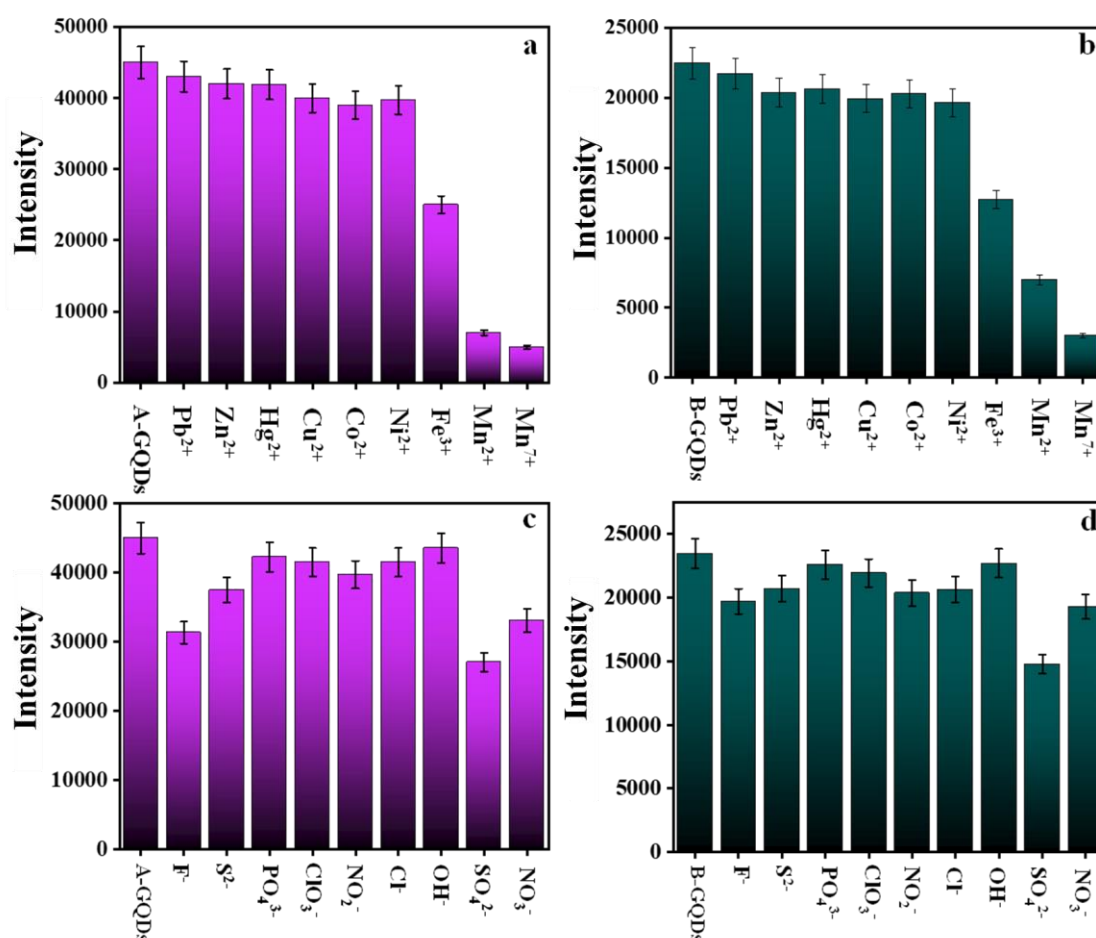 a
Intensity
50000
40000
30000
20000
10000
0
A-GQDs Pb²⁺ Zn²⁺ Hg²⁺ Cu²⁺ Co²⁺ Ni²⁺ Fe³⁺ Mn²⁺ Mn⁷⁺
b
Intensity
25000
20000
15000
10000
5000
0
B-GQDs Pb²⁺ Zn²⁺ Hg²⁺ Cu²⁺ Co²⁺ Ni²⁺ Fe³⁺ Mn²⁺ Mn⁷⁺
c
Intensity
50000
40000
30000
20000
10000
0
A-GQDs F⁻ S²⁻ PO₄³⁻ ClO₃⁻ NO₂⁻ Cl⁻ OH⁻ SO₄²⁻ NO₃⁻
d
Intensity
25000
20000
15000
10000
5000
0
B-GQDs F⁻ S²⁻ PO₄³⁻ ClO₃⁻ NO₂⁻ Cl⁻ OH⁻ SO₄²⁻ NO₃⁻